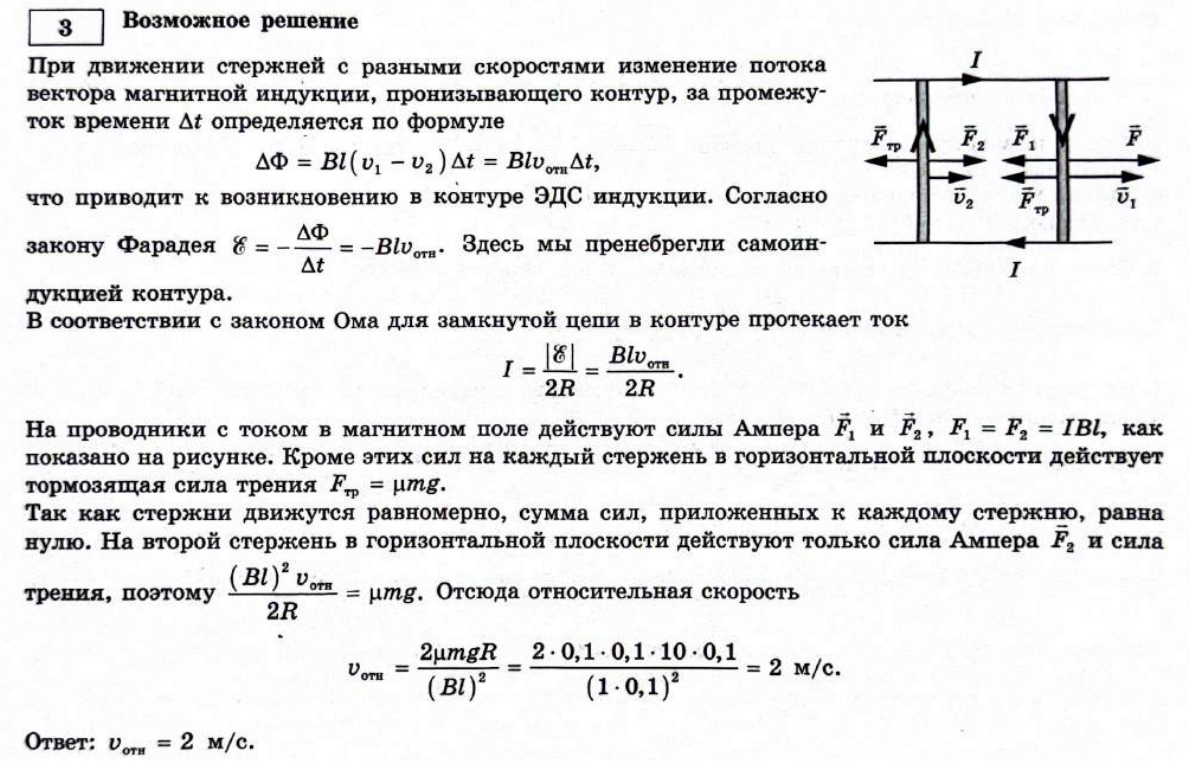 3 Возможное решение
При движении стержней с разными скоростями изменение потока
вектора магнитной индукции, пронизывающего контур, за промежу-
ток времени Δt определяется по формуле
ΔΦ = Bl(v₁ − v₂)Δt = Blv_отнΔt,
что приводит к возникновению в контуре ЭДС индукции. Согласно
закону Фарадея ℰ = −ΔΦ/Δt = −Blv_отн. Здесь мы пренебрегли самоин-
дукцией контура.
I
F⃗_тр F⃗₂ F⃗₁ F⃗
v⃗₂ F⃗_тр v⃗₁
I
В соответствии с законом Ома для замкнутой цепи в контуре протекает ток
I = |ℰ|/2R = Blv_отн/2R.
На проводники с током в магнитном поле действуют силы Ампера F⃗₁ и F⃗₂, F₁ = F₂ = IBl, как
показано на рисунке. Кроме этих сил на каждый стержень в горизонтальной плоскости действует
тормозящая сила трения F_тр = μmg.
Так как стержни движутся равномерно, сумма сил, приложенных к каждому стержню, равна
нулю. На второй стержень в горизонтальной плоскости действуют только сила Ампера F⃗₂ и сила
трения, поэтому (Bl)² v_отн/2R = μmg. Отсюда относительная скорость
v_отн = 2μmgR/(Bl)² = 2·0,1·0,1·10·0,1/(1·0,1)² = 2 м/с.
Ответ: v_отн = 2 м/с.